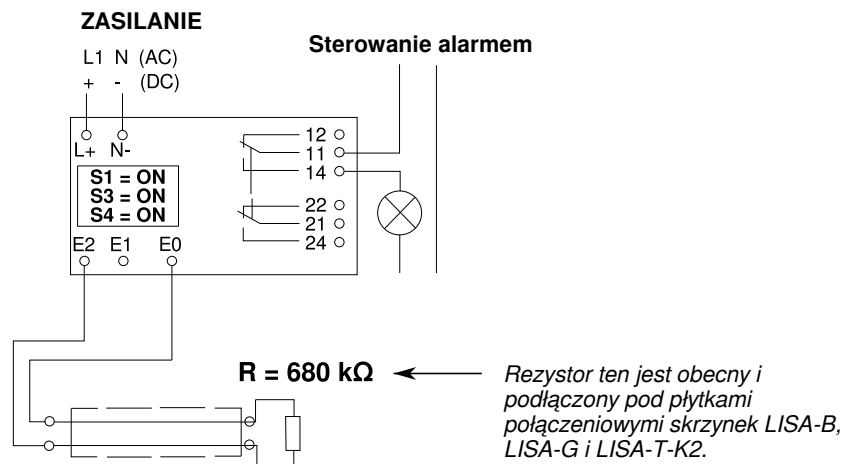 ZASILANIE
L1 N (AC)
+ - (DC)
Sterowanie alarmem
L+ N-
S1 = ON
S3 = ON
S4 = ON
12
11
14
22
21
24
E2 E1 E0
R = 680 kΩ
Rezystor ten jest obecny i
podłączony pod płytkami
połączeniowymi skrzynek LISA-B,
LISA-G i LISA-T-K2.